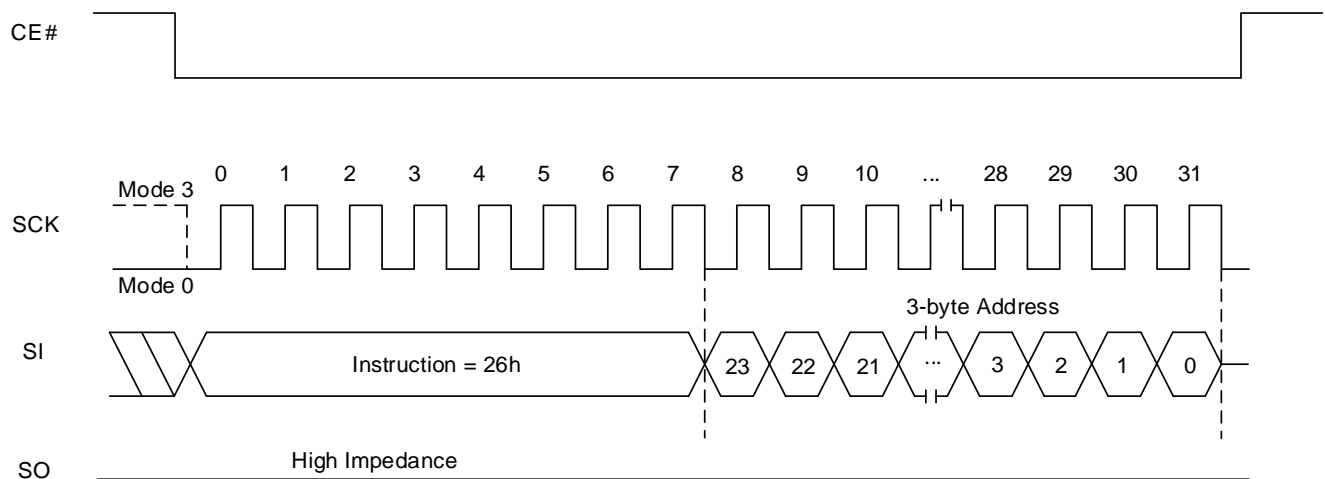 CE#
0 1 2 3 4 5 6 7 8 9 10 ... 28 29 30 31
Mode 3
SCK
Mode 0
3-byte Address
SI
Instruction = 26h 23 22 21 ... 3 2 1 0
High Impedance
SO